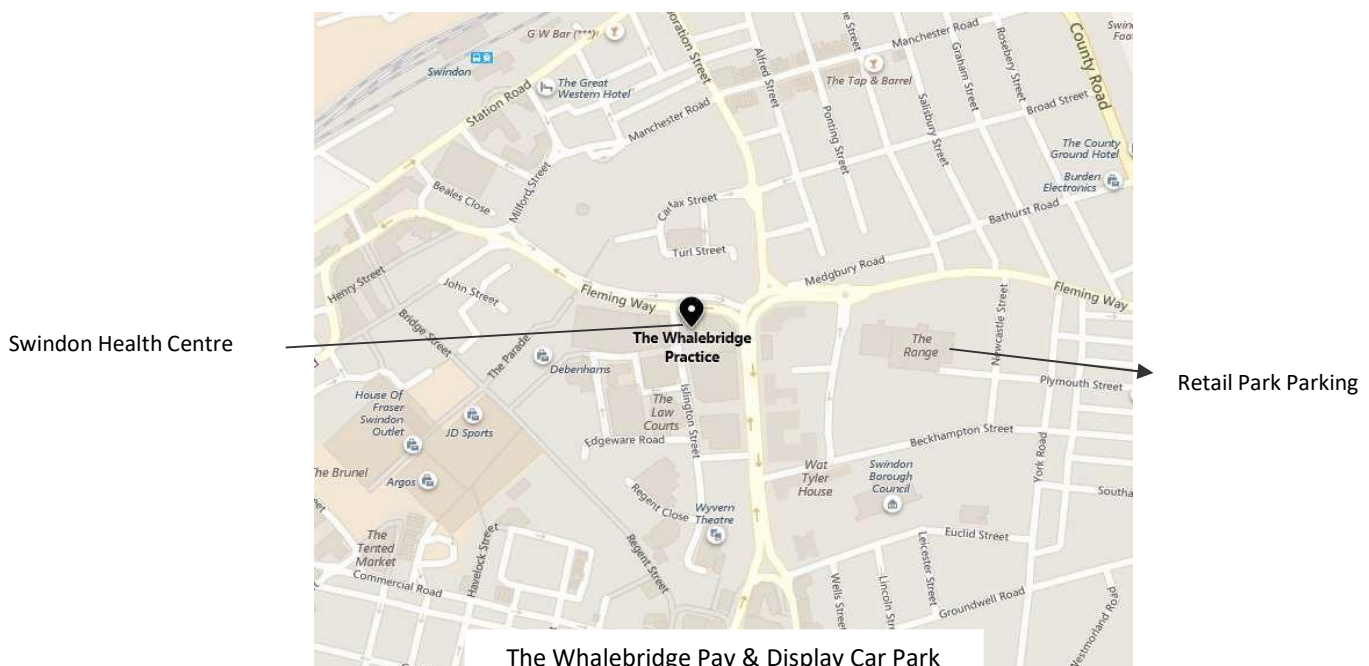 G W Bar (***)
Swindon
The Great
Western Hotel
Station Road
Manchester Road
Alfred Street
Ponting Street
Manchester Road
The Tap & Barrel
Salisbury Street
Graham Street
Rosebery Street
Broad Street
County Road
The County
Ground Hotel
Burden
Electronics
Bathurst Road
Beales Close
Milford Street
Carfax Street
Turl Street
Medgbury Road
Henry Street
John Street
Bridge Street
Fleming Way
Fleming Way
Newcastle Street
Swindon Health Centre
The Whalebridge
Practice
The Parade
Debenhams
The
Range
Plymouth Street
Retail Park Parking
House Of
Fraser
Swindon
Outlet
JD Sports
The
Law
Courts
Islington Street
Edgeware Road
Beckhampton Street
York Road
The Brunel
Argos
Wat
Tyler
House
Swindon
Borough
Council
Regent Close
Wyvern
Theatre
Euclid Street
The
Tented
Market
Havelock Street
Regent Street
Commercial Road
Wells Street
Lincoln Street
Leicester Street
Groundwell Road
Westmorland Road
The Whalebridge Pay & Display Car Park